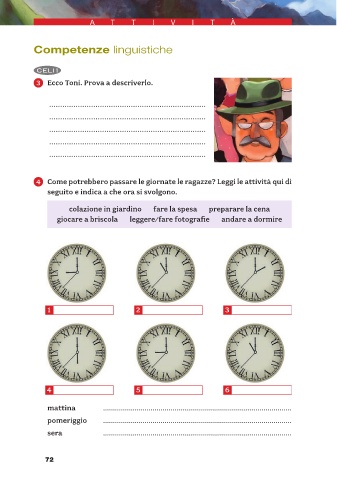 ATTIVITÀ
Competenze linguistiche
CELI 1
3 Ecco Toni. Prova a descriverlo.
4 Come potrebbero passare le giornate le ragazze? Leggi le attività qui di
seguito e indica a che ora si svolgono.
colazione in giardino fare la spesa preparare la cena
giocare a briscola leggere/fare fotografie andare a dormire
1 2 3
4 5 6
mattina
pomeriggio
sera
72